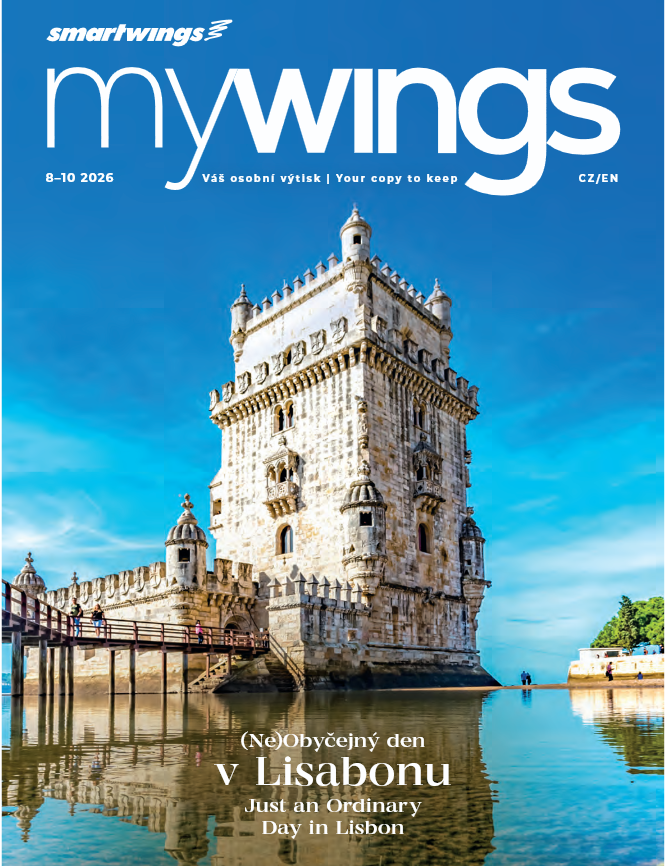 smartwings
mywings
8–10 2026
Váš osobní výtisk | Your copy to keep
CZ/EN
(Ne)Obyčejný den
v Lisabonu
Just an Ordinary
Day in Lisbon